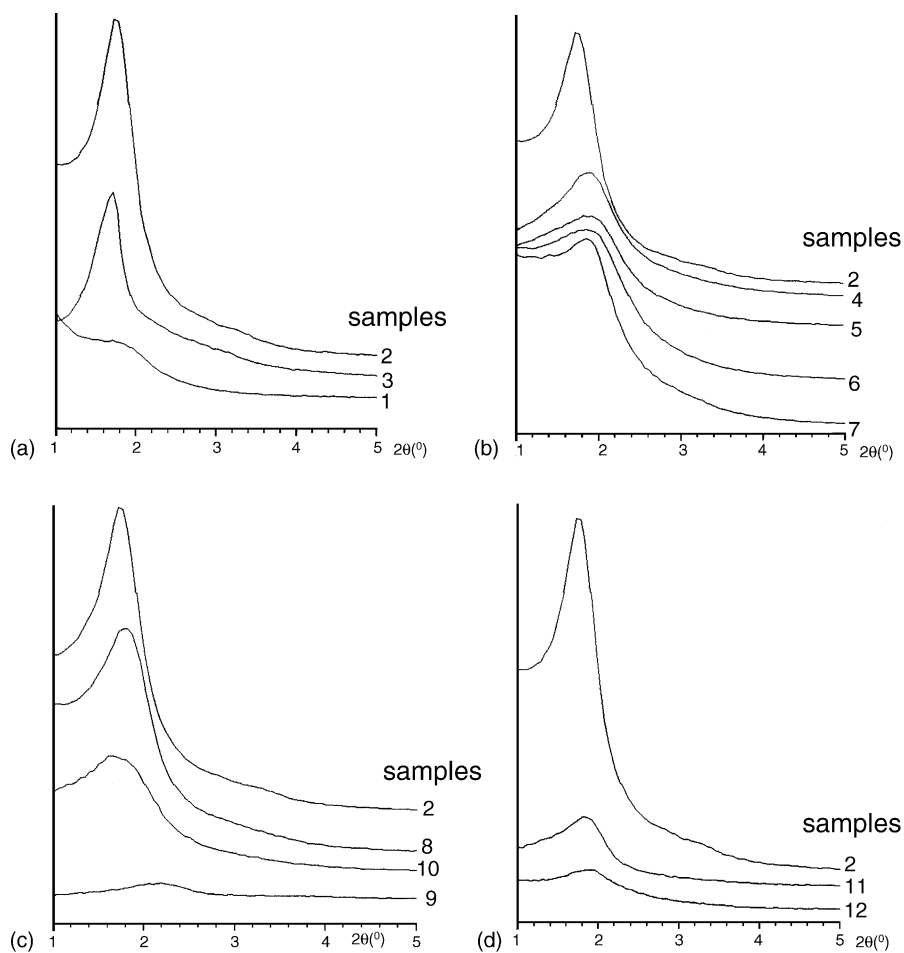 samples
2
3
1
(a) 1 2 3 4 5 2θ(⁰)
samples
2
4
5
6
7
(b) 1 2 3 4 5 2θ(⁰)
samples
2
8
10
9
(c) 1 2 3 4 5 2θ(⁰)
samples
2
11
12
(d) 1 2 3 4 5 2θ(⁰)